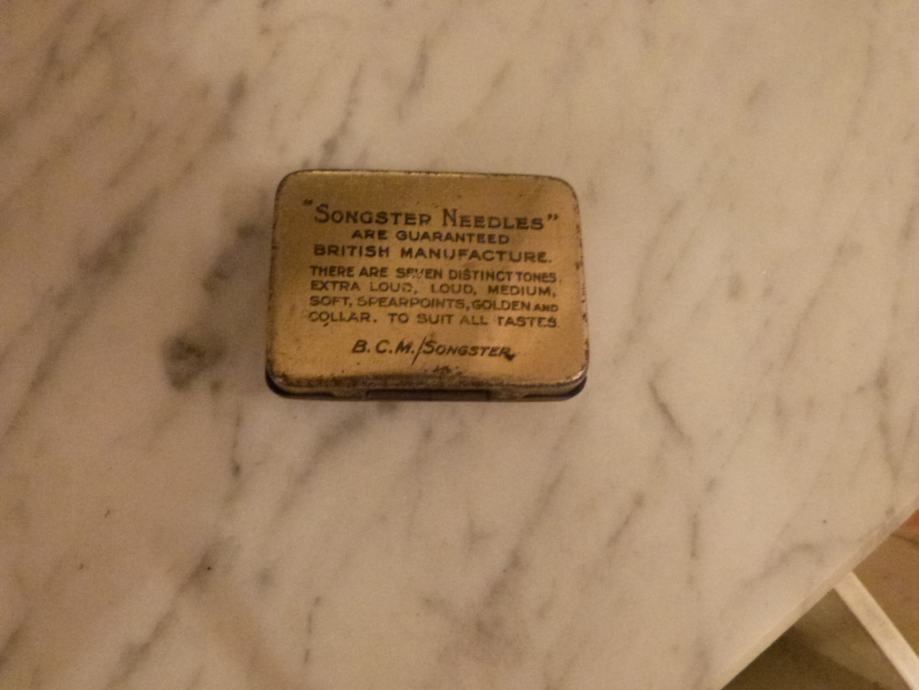 "SONGSTER NEEDLES"
ARE GUARANTEED
BRITISH MANUFACTURE.
THERE ARE SEVEN DISTINCT TONES
EXTRA LOUD, LOUD, MEDIUM,
SOFT, SPEARPOINTS, GOLDEN AND
COLLAR. TO SUIT ALL TASTES.
B.C.M./SONGSTER.